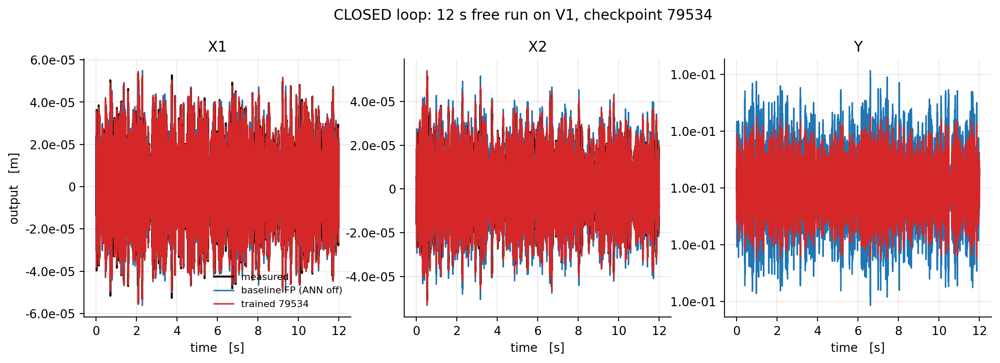 CLOSED loop: 12 s free run on V1, checkpoint 79534
X1
X2
Y
6.0e-05
4.0e-05
2.0e-05
0
-2.0e-05
-4.0e-05
-6.0e-05
output [m]
measured
baseline FP (ANN off)
trained 79534
0 2 4 6 8 10 12
time [s]
4.0e-05
2.0e-05
0
-2.0e-05
-4.0e-05
0 2 4 6 8 10 12
time [s]
1.0e-01
1.0e-01
1.0e-01
1.0e-01
1.0e-01
0 2 4 6 8 10 12
time [s]